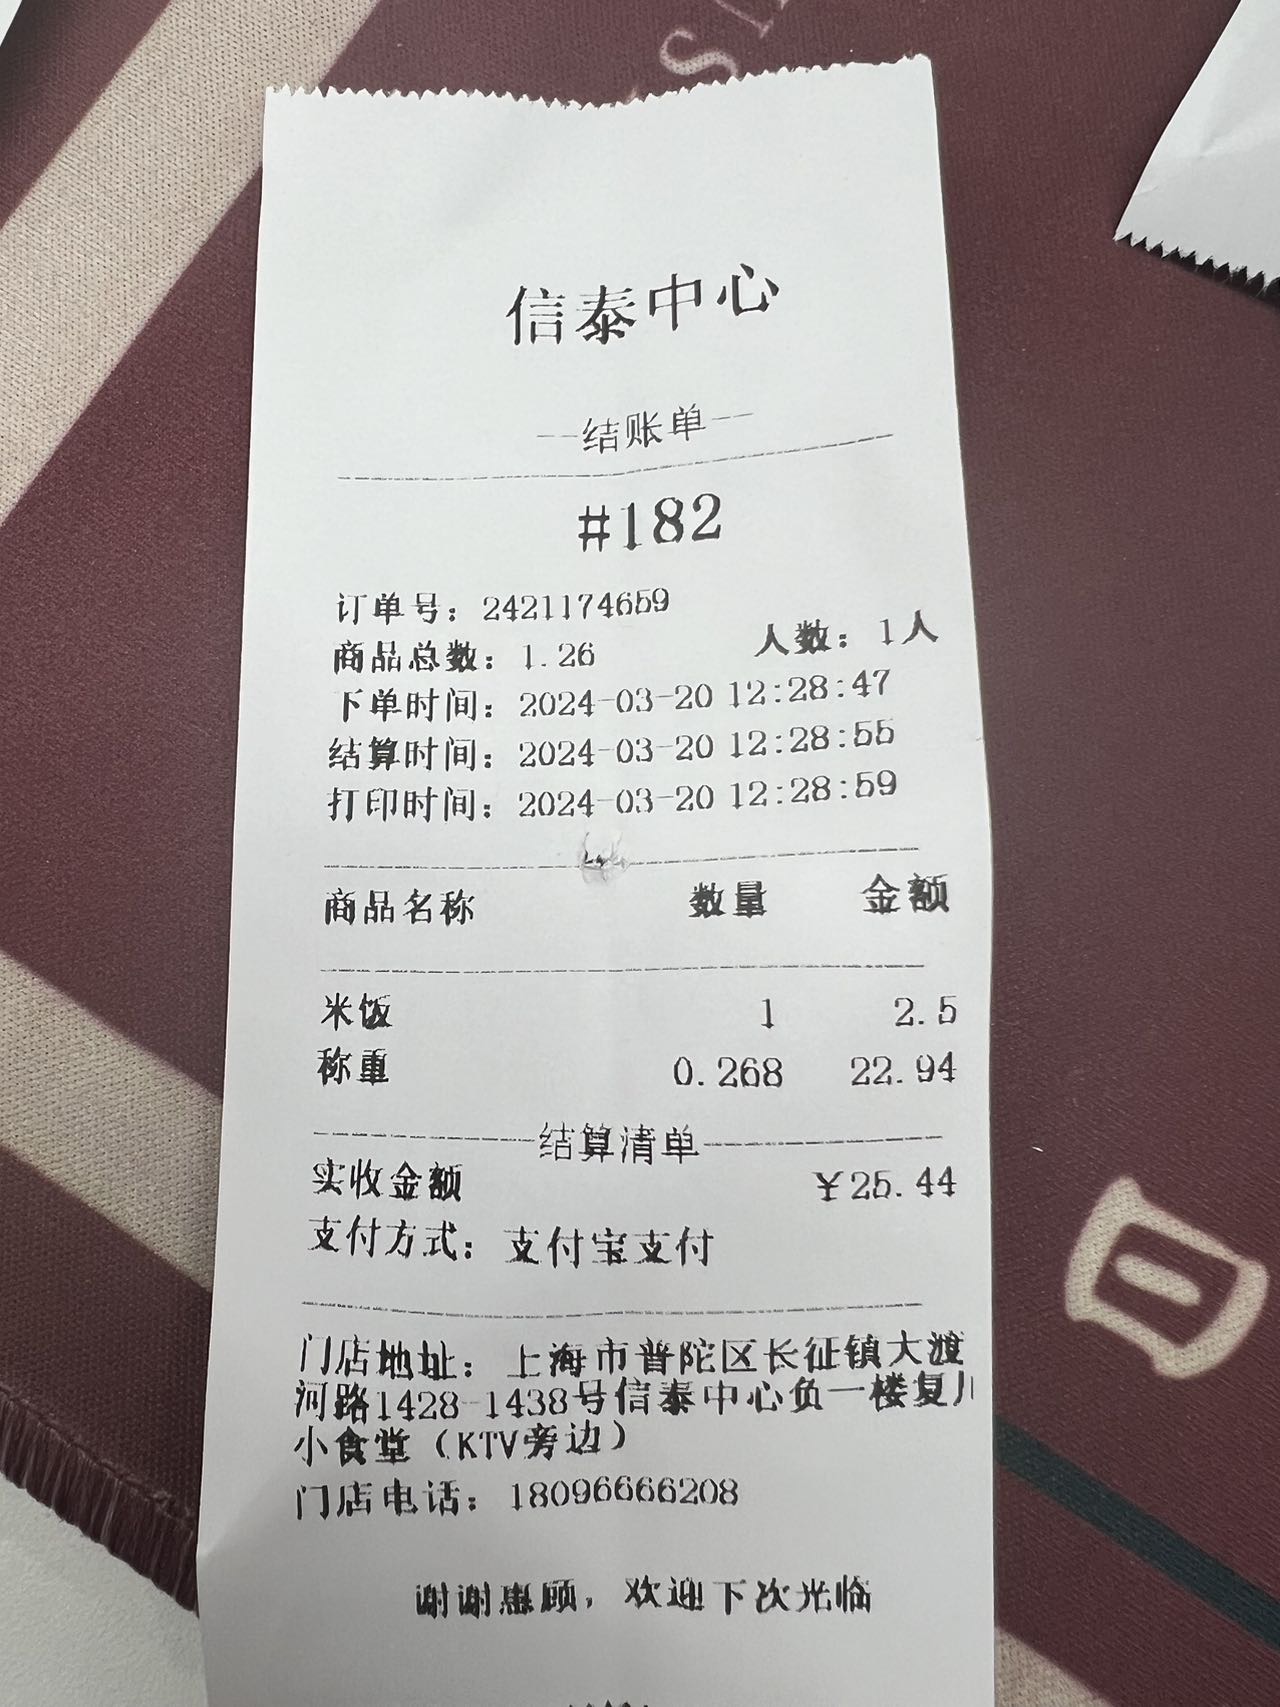 信泰中心
--结账单--
#182
订单号：2421174659
商品总数：1.26 人数：1人
下单时间：2024-03-20 12:28:47
结算时间：2024-03-20 12:28:55
打印时间：2024-03-20 12:28:59
商品名称 数量 金额
米饭 1 2.5
称重 0.268 22.94
结算清单
实收金额 ¥25.44
支付方式：支付宝支付
门店地址：上海市普陀区长征镇大渡
河路1428-1438号信泰中心负一楼复川
小食堂（KTV旁边）
门店电话：18096666208
谢谢惠顾，欢迎下次光临